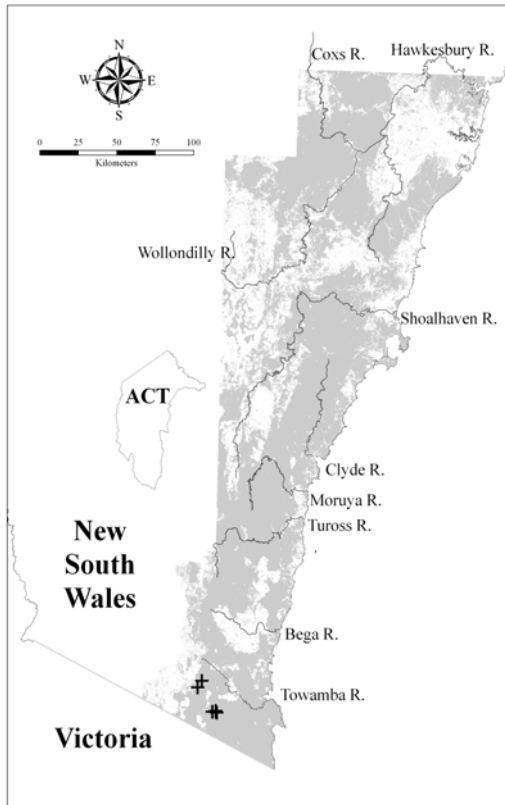 N
W E
S
0 25 50 100
Kilometers
Coxs R.
Hawkesbury R.
Wollondilly R.
Shoalhaven R.
ACT
Clyde R.
Moruya R.
Tuross R.
New
South
Wales
Bega R.
Towamba R.
Victoria